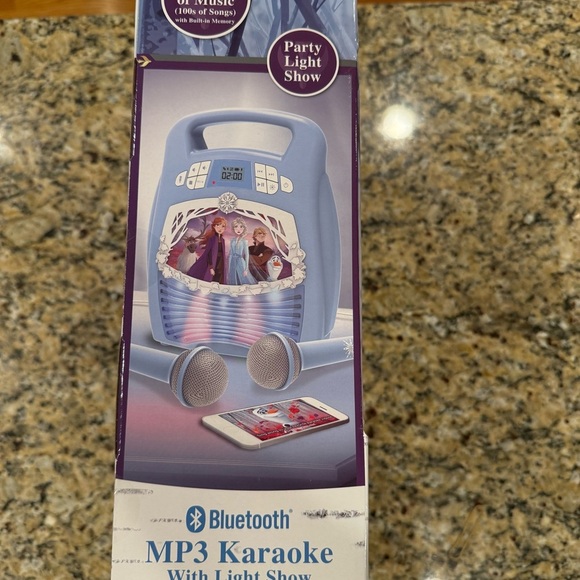 of Music
(100s of Songs)
with Built-in Memory
Party
Light
Show
02:00
Bluetooth®
MP3 Karaoke
With Light Show